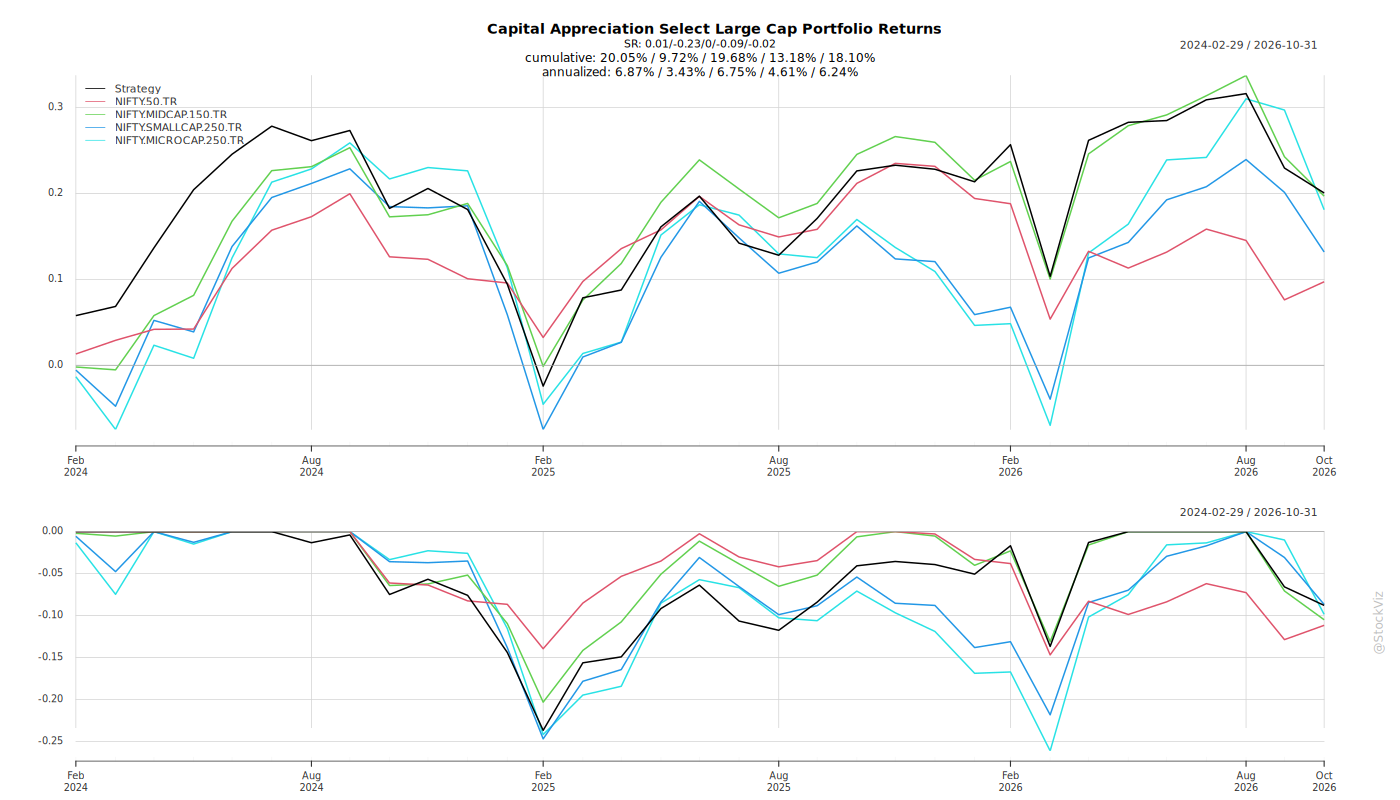 Capital Appreciation Select Large Cap Portfolio Returns
SR: 0.01/-0.23/0/-0.09/-0.02
cumulative: 20.05% / 9.72% / 19.68% / 13.18% / 18.10%
annualized: 6.87% / 3.43% / 6.75% / 4.61% / 6.24%
2024-02-29 / 2026-10-31
Strategy
NIFTY.50.TR
NIFTY.MIDCAP.150.TR
NIFTY.SMALLCAP.250.TR
NIFTY.MICROCAP.250.TR
0.3
0.2
0.1
0.0
Feb 2024
Aug 2024
Feb 2025
Aug 2025
Feb 2026
Aug 2026
Oct 2026
2024-02-29 / 2026-10-31
0.00
-0.05
-0.10
-0.15
-0.20
-0.25
Feb 2024
Aug 2024
Feb 2025
Aug 2025
Feb 2026
Aug 2026
Oct 2026
@StockViz